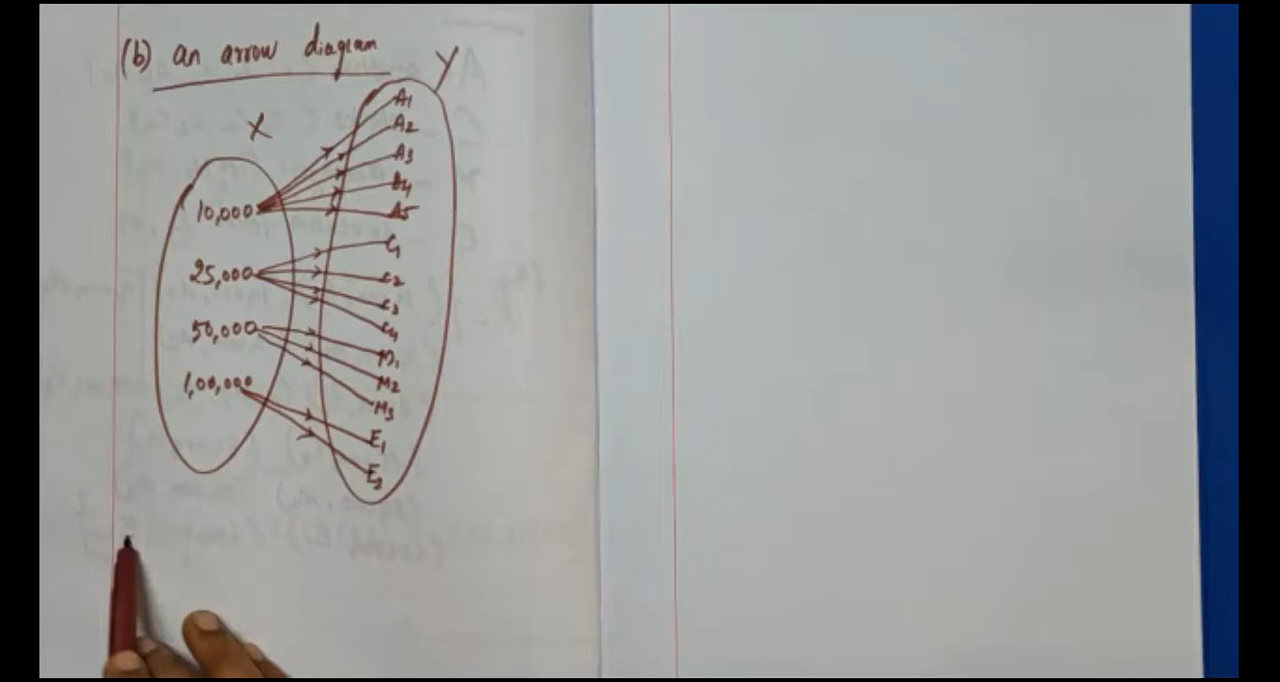 (b) an arrow diagram
X
Y
10,000
25,000
50,000
1,00,000
A1
A2
A3
A4
A5
C1
C2
C3
C4
M1
M2
M3
E1
E2